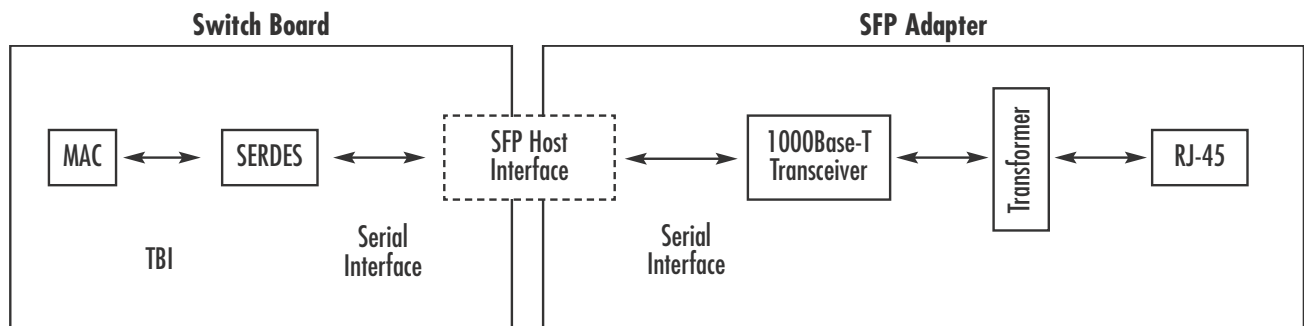 Switch Board
SFP Adapter
MAC
SERDES
SFP Host
Interface
1000Base-T
Transceiver
Transformer
RJ-45
TBI
Serial
Interface
Serial
Interface